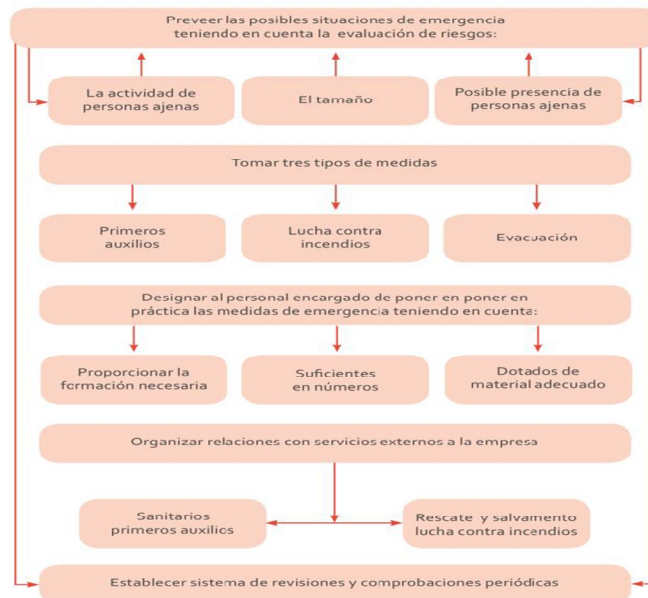 Preveer las posibles situaciones de emergencia
teniendo en cuenta la evaluación de riesgos:
La actividad de
personas ajenas
El tamaño
Posible presencia de
personas ajenas
Tomar tres tipos de medidas
Primeros
auxilios
Lucha contra
incendios
Evacuación
Designar al personal encargado de poner en poner en
práctica las medidas de emergencia teniendo en cuenta:
Proporcionar la
formación necesaria
Suficientes
en números
Dotados de
material adecuado
Organizar relaciones con servicios externos a la empresa
Sanitarios
primeros auxilios
Rescate y salvamento
lucha contra incendios
Establecer sistema de revisiones y comprobaciones periódicas